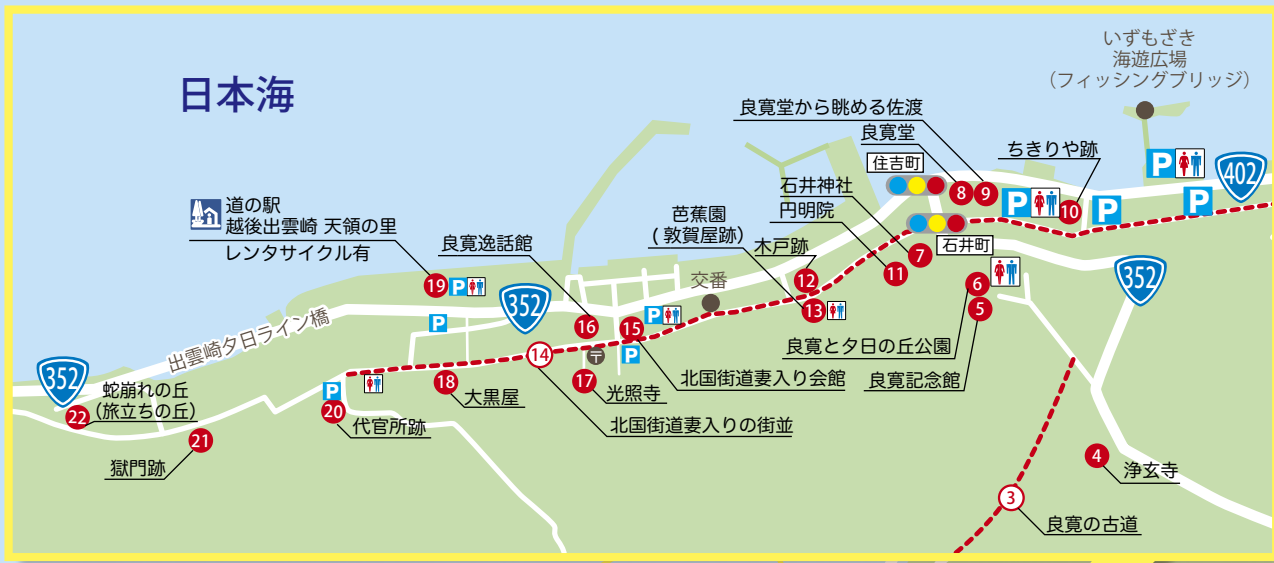 いずもざき
海遊広場
(フィッシングブリッジ)
日本海
良寛堂から眺める佐渡
良寛堂
ちきりや跡
住吉町
8
9
P
402
石井神社
円明院
P
10
P
P
道の駅
越後出雲崎 天領の里
レンタサイクル有
芭蕉園
(敦賀屋跡)
良寛逸話館
木戸跡
石井町
7
11
交番
12
6
352
19
P
352
13
5
16
15
P
P
出雲崎夕日ライン橋
14
〒
P
良寛と夕日の丘公園
良寛記念館
北国街道妻入り会館
352
蛇崩れの丘
(旅立ちの丘)
22
18
大黒屋
17
光照寺
P
20
代官所跡
北国街道妻入りの街並
21
獄門跡
4
浄玄寺
3
良寛の古道